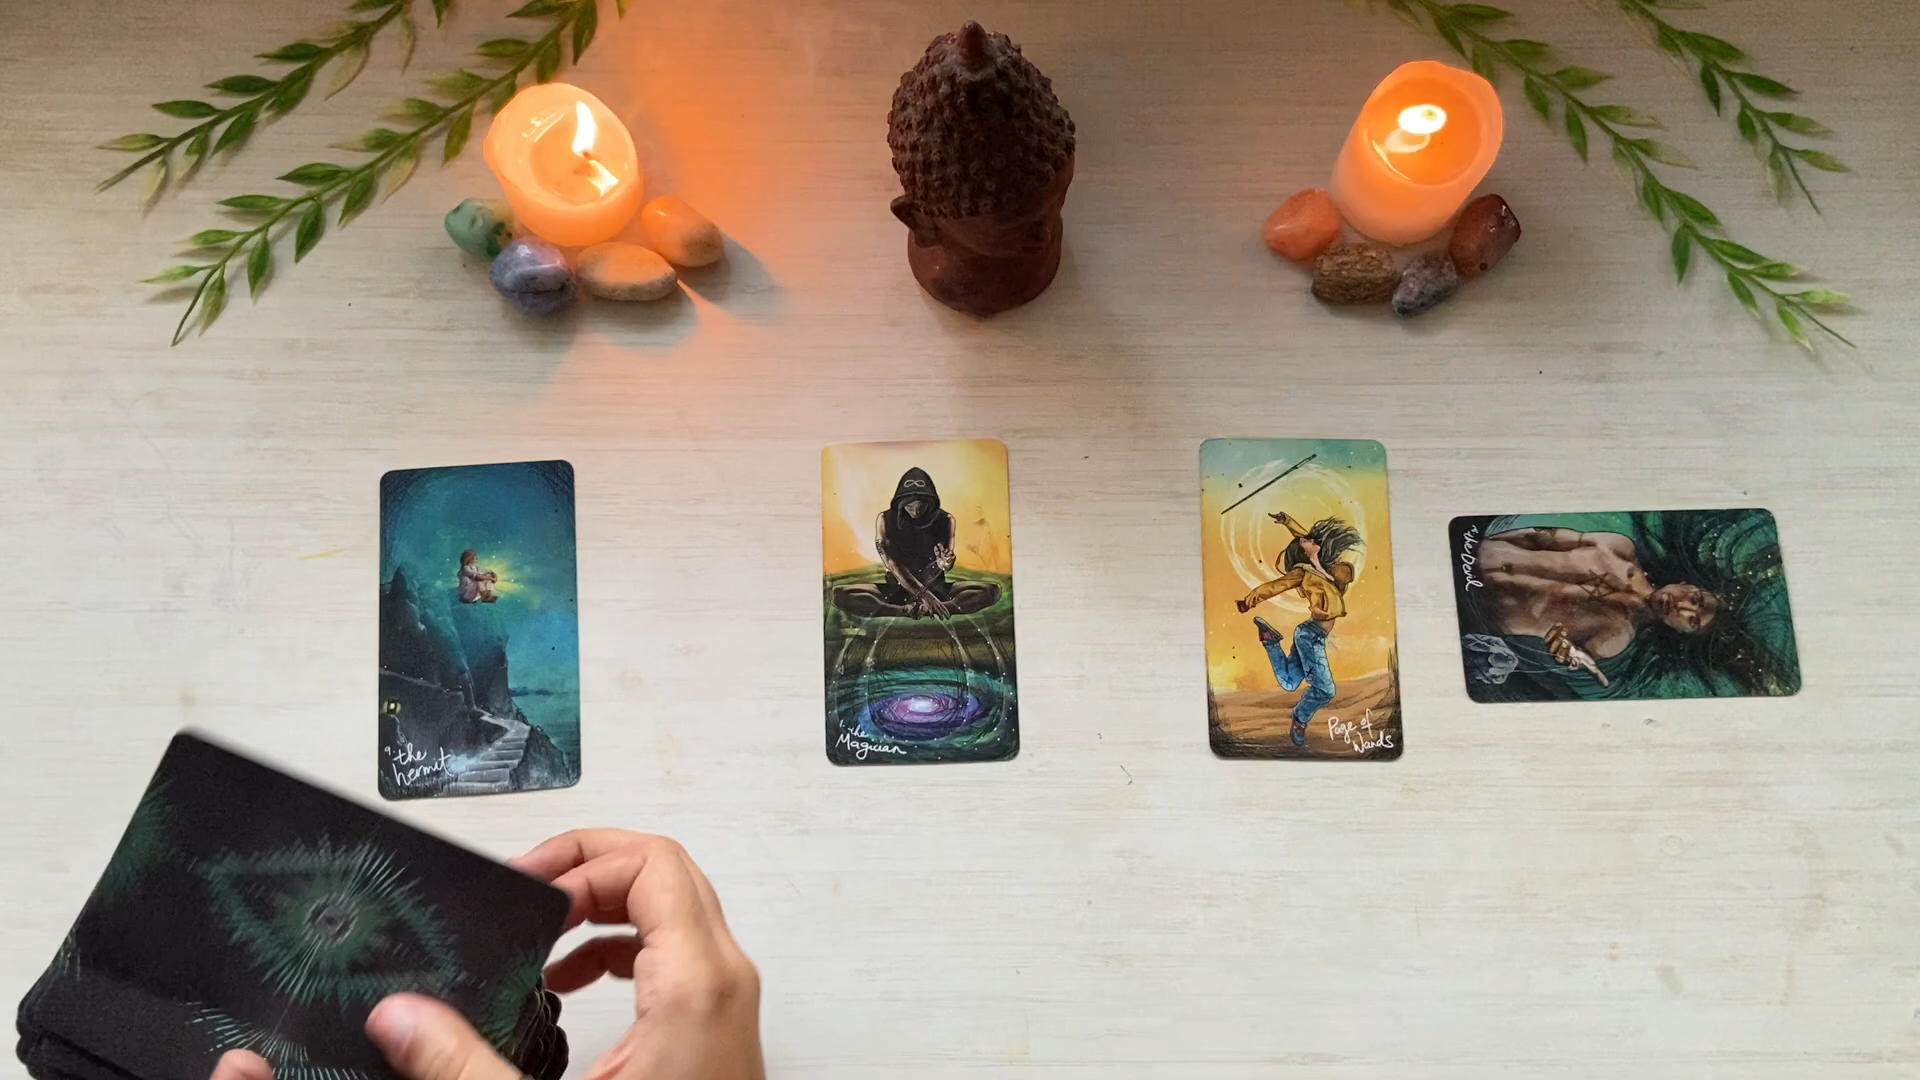 9. the
hermit
1. the
Magician
Page of
Wands
the Devil